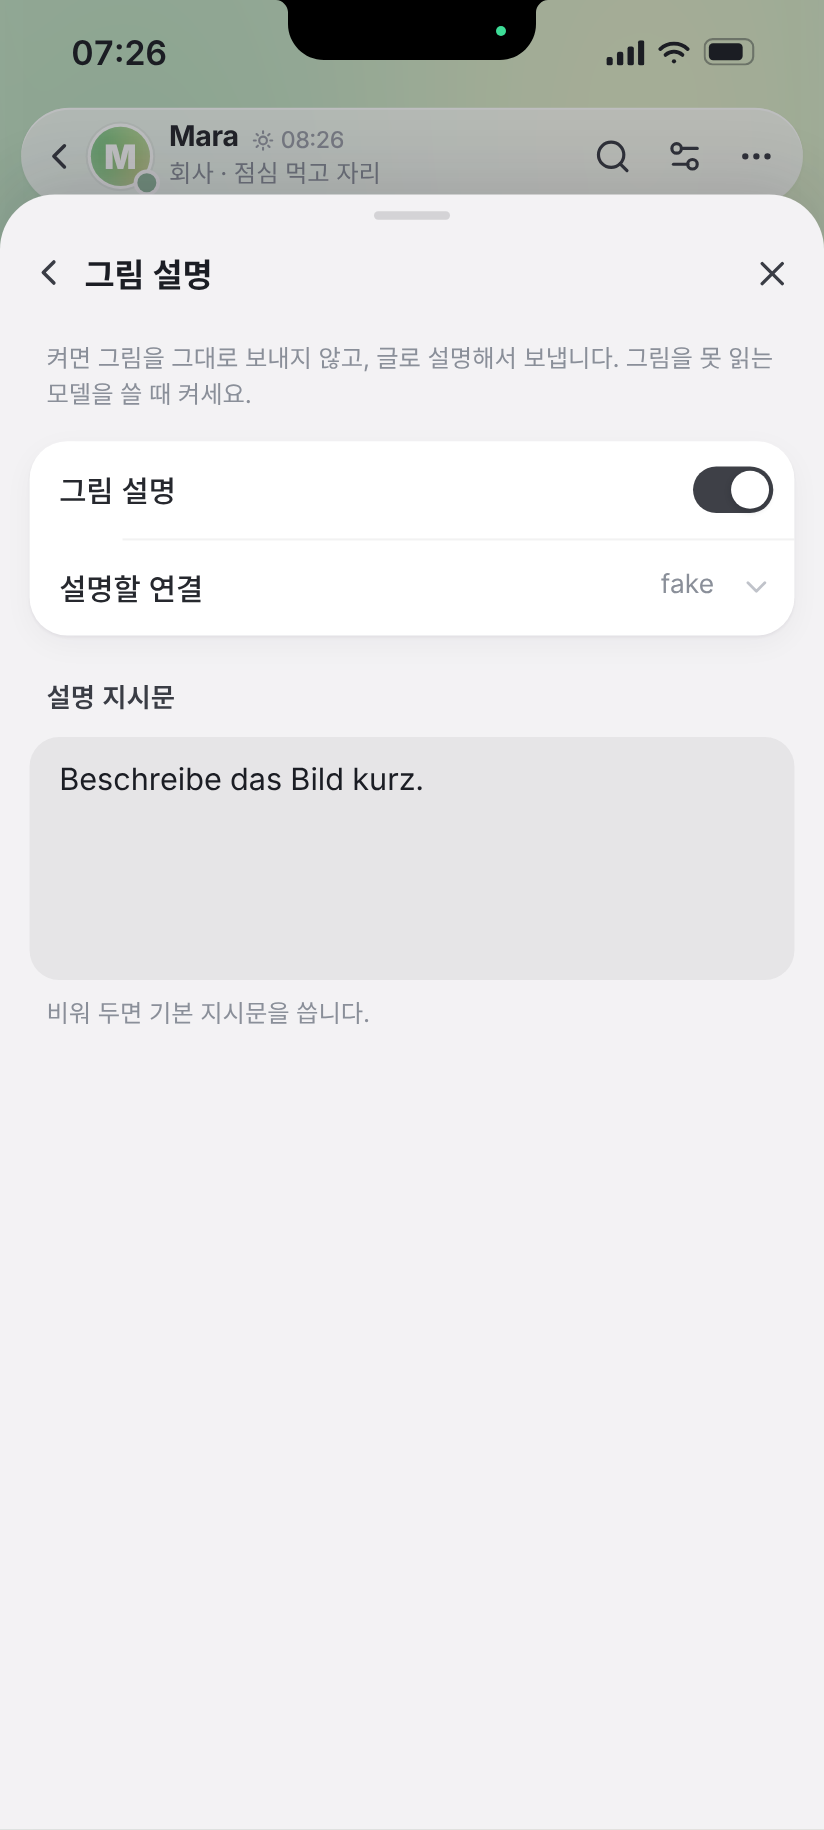 07:26
M
Mara 08:26
회사 · 점심 먹고 자리
그림 설명
켜면 그림을 그대로 보내지 않고, 글로 설명해서 보냅니다. 그림을 못 읽는
모델을 쓸 때 켜세요.
그림 설명
설명할 연결 fake
설명 지시문
Beschreibe das Bild kurz.
비워 두면 기본 지시문을 씁니다.